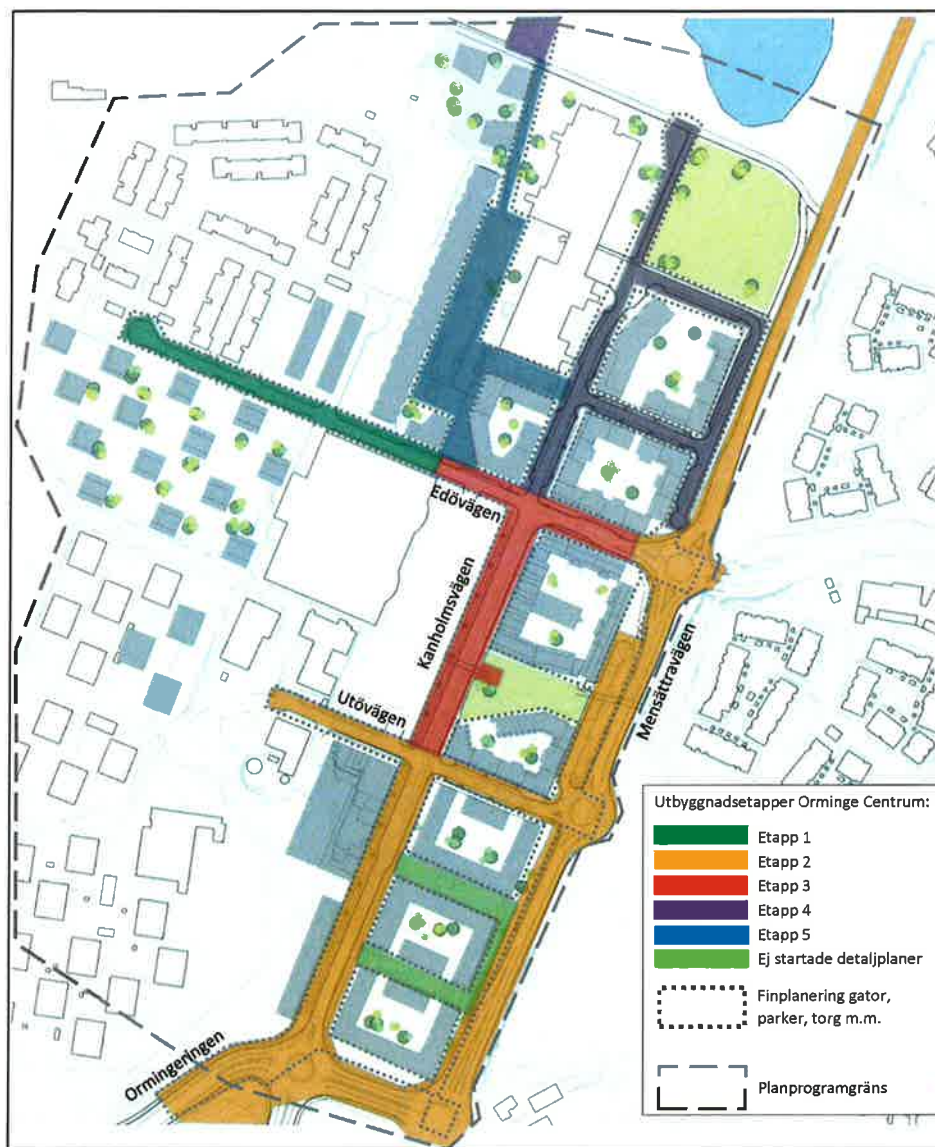 Edövägen
Kanholmsvägen
Utövägen
Mensättravägen
Ormingeringen
Utbyggnadsetapper Orminge Centrum:
Etapp 1
Etapp 2
Etapp 3
Etapp 4
Etapp 5
Ej startade detaljplaner
Finplanering gator,
parker, torg m.m.
Planprogramgräns